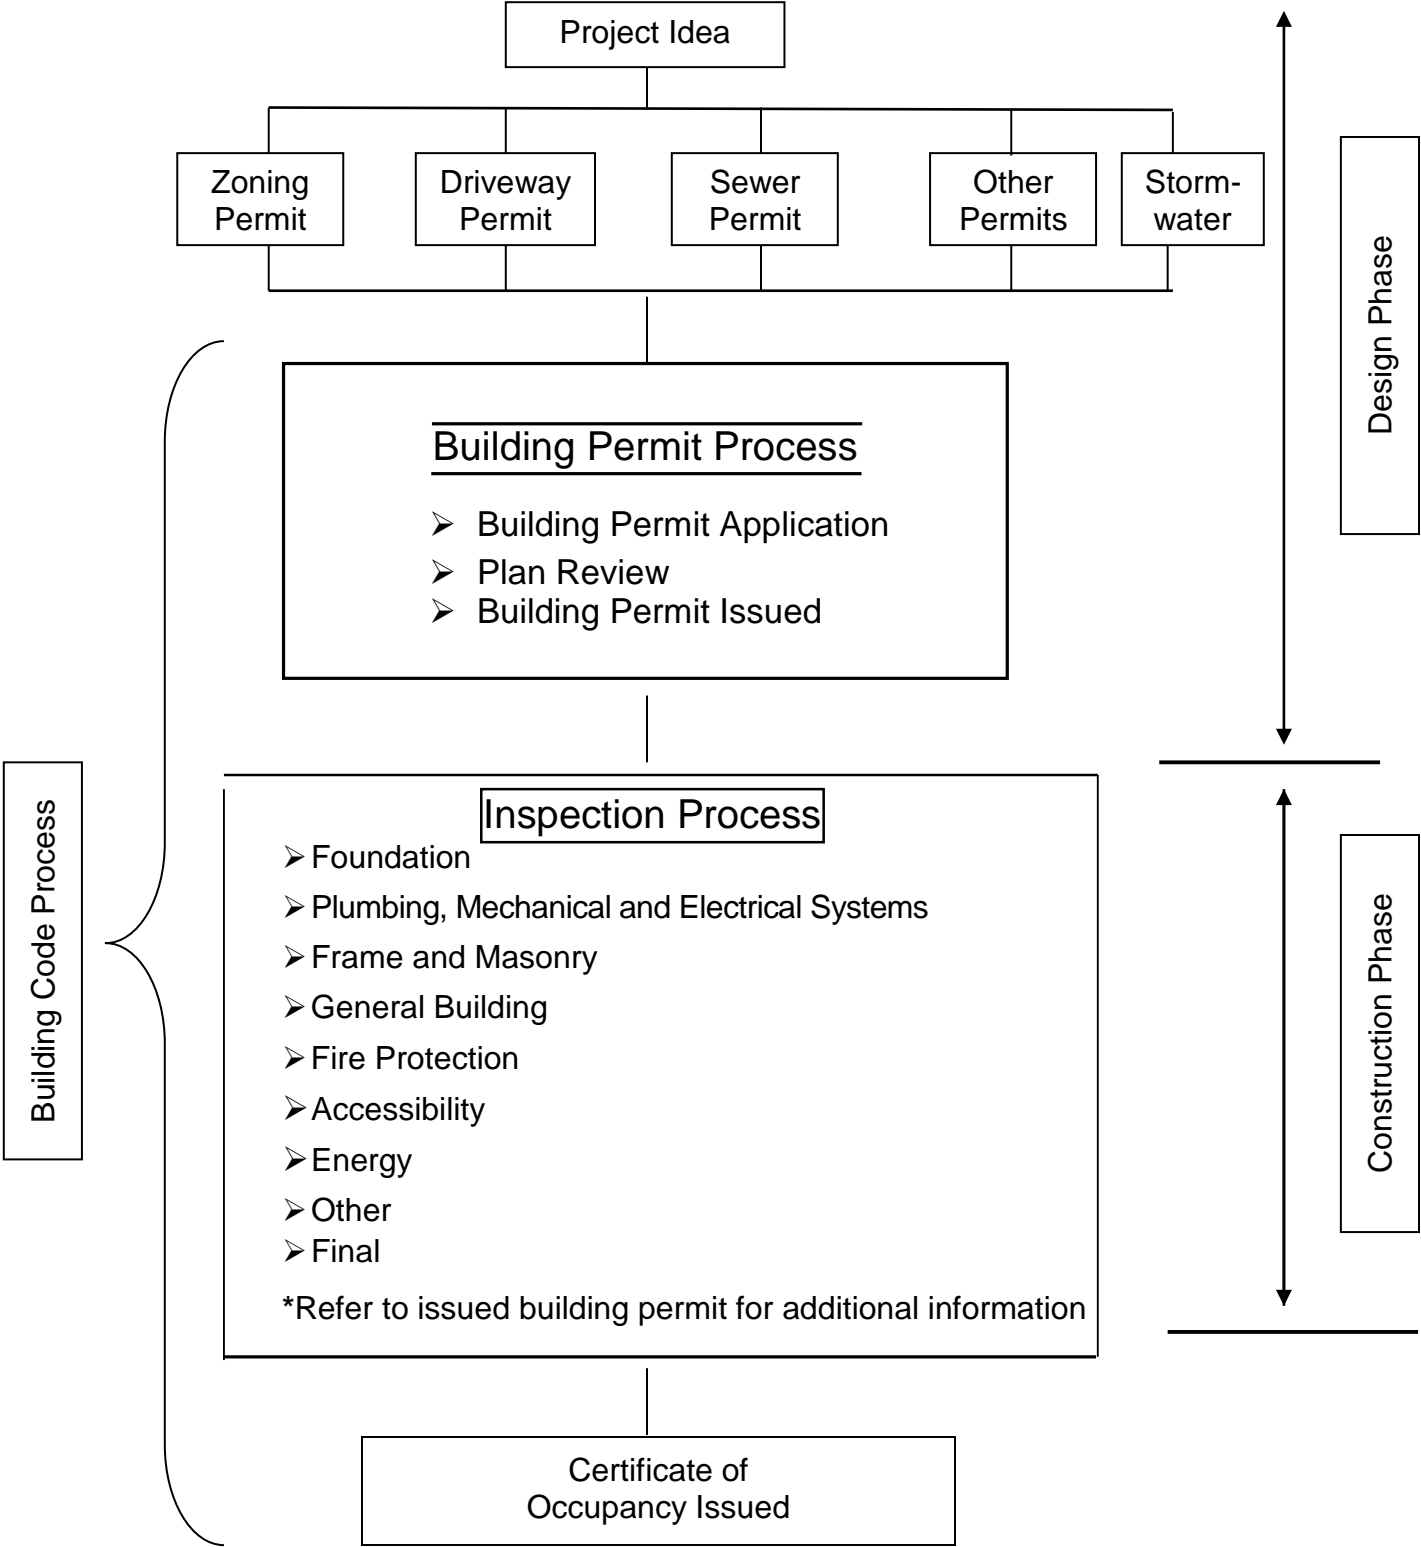 Project Idea
Zoning
Permit
Driveway
Permit
Sewer
Permit
Other
Permits
Storm-
water
Design Phase
Building Permit Process
➢ Building Permit Application
➢ Plan Review
➢ Building Permit Issued
Building Code Process
Inspection Process
➢ Foundation
➢ Plumbing, Mechanical and Electrical Systems
➢ Frame and Masonry
➢ General Building
➢ Fire Protection
➢ Accessibility
➢ Energy
➢ Other
➢ Final
*Refer to issued building permit for additional information
Construction Phase
Certificate of
Occupancy Issued